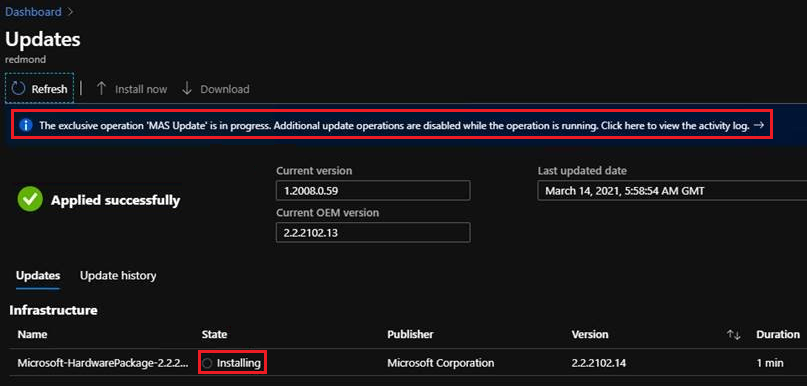 Dashboard >
Updates
redmond
Refresh | Install now Download
The exclusive operation 'MAS Update' is in progress. Additional update operations are disabled while the operation is running. Click here to view the activity log. →
Current version Last updated date
Applied successfully 1.2008.0.59 March 14, 2021, 5:58:54 AM GMT
Current OEM version
2.2.2102.13
Updates Update history
Infrastructure
Name State Publisher Version ↑↓ Duration
Microsoft-HardwarePackage-2.2.2... Installing Microsoft Corporation 2.2.2102.14 1 min